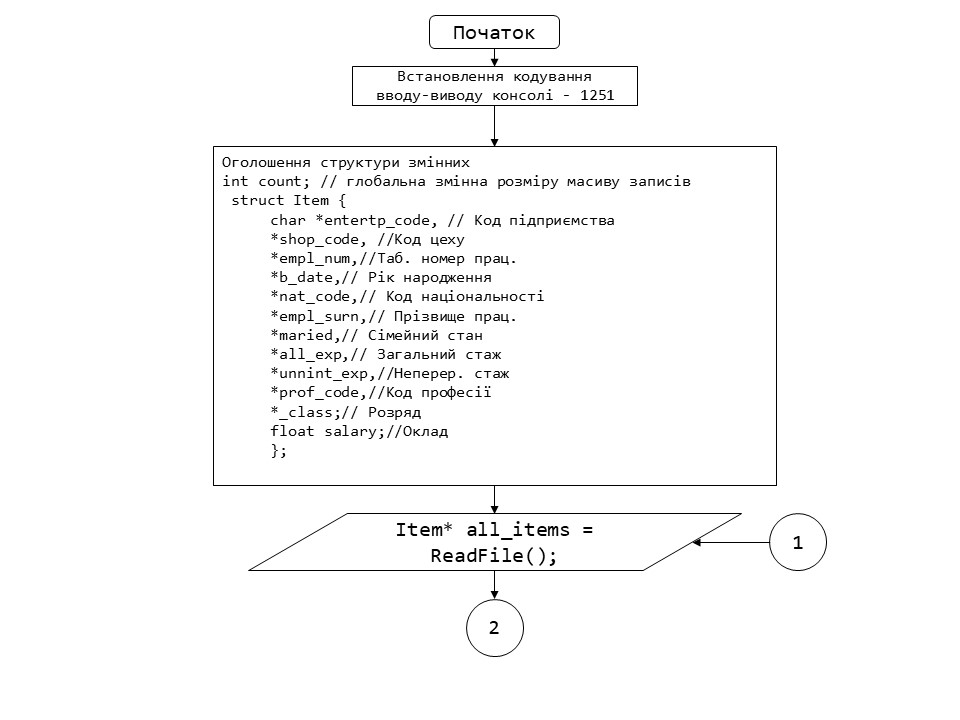 Початок
Встановлення кодування
вводу-виводу консолі - 1251
Оголошення структури змінних
int count; // глобальна змінна розміру масиву записів
struct Item {
char *entertp_code, // Код підприємства
*shop_code, //Код цеху
*empl_num,//Таб. номер прац.
*b_date,// Рік народження
*nat_code,// Код національності
*empl_surn,// Прізвище прац.
*maried,// Сімейний стан
*all_exp,// Загальний стаж
*unnint_exp,//Неперер. стаж
*prof_code,//Код професії
*_class;// Розряд
float salary;//Оклад
};
Item* all_items =
ReadFile();
1
2